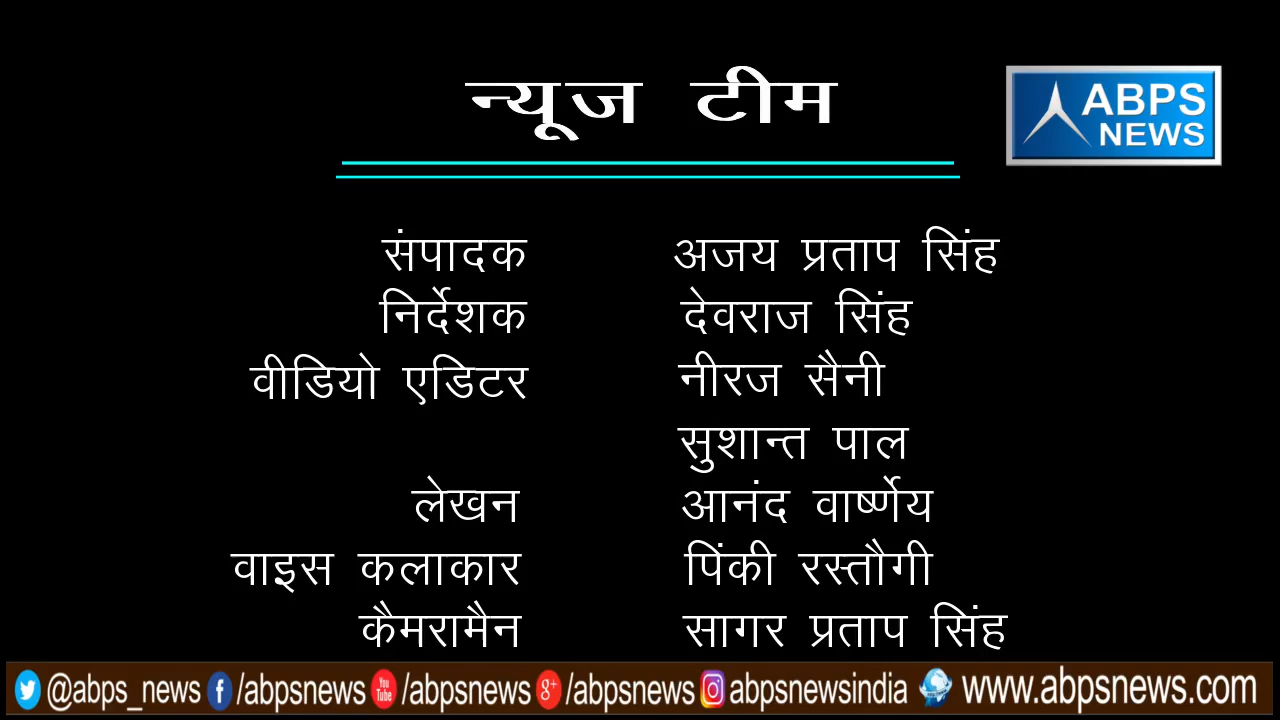 न्यूज टीम
ABPS
NEWS
संपादक अजय प्रताप सिंह
निर्देशक देवराज सिंह
वीडियो एडिटर नीरज सैनी
सुशान्त पाल
लेखन आनंद वार्ष्णेय
वाइस कलाकार पिंकी रस्तौगी
कैमरामैन सागर प्रताप सिंह
@abps_news /abpsnews You Tube /abpsnews g+ /abpsnews abpsnewsindia www.abpsnews.com